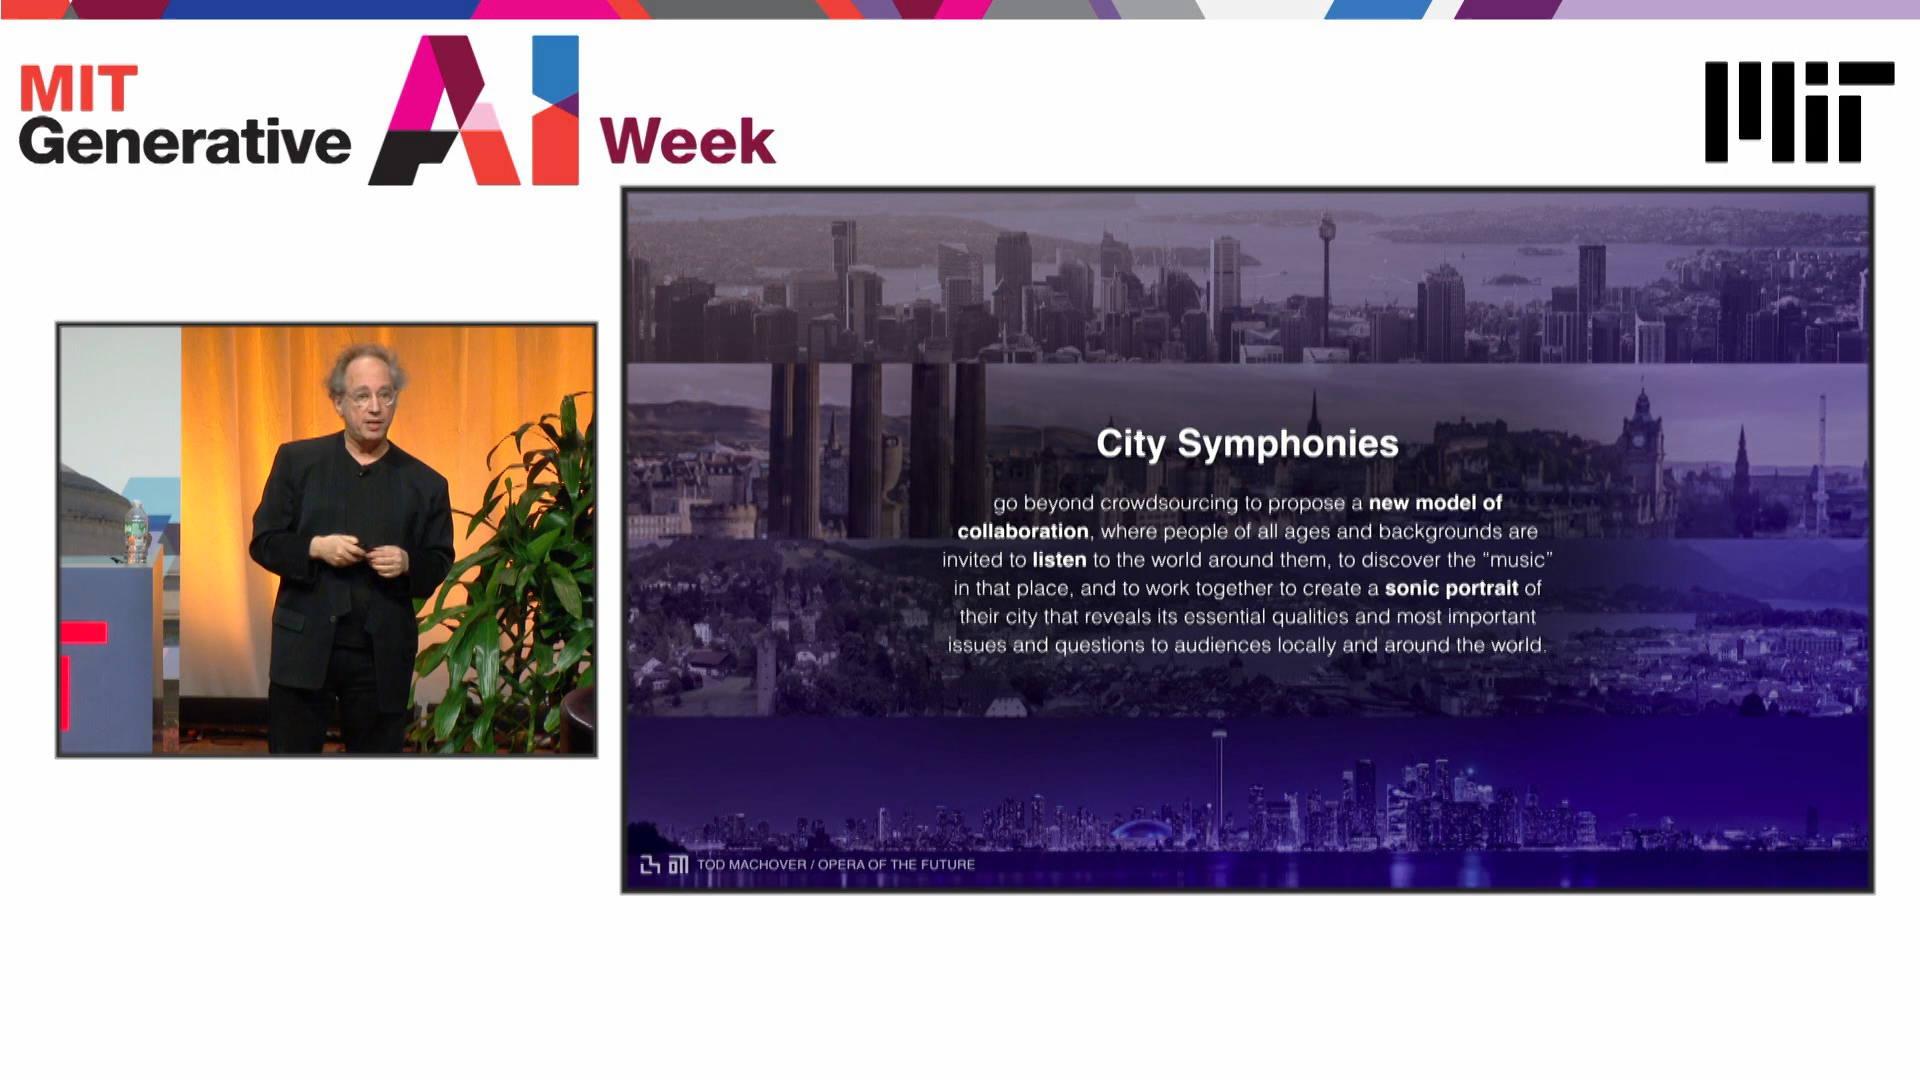 MIT
Generative AI Week
MIT
City Symphonies
go beyond crowdsourcing to propose a new model of
collaboration, where people of all ages and backgrounds are
invited to listen to the world around them, to discover the “music”
in that place, and to work together to create a sonic portrait of
their city that reveals its essential qualities and most important
issues and questions to audiences locally and around the world.
TOD MACHOVER / OPERA OF THE FUTURE